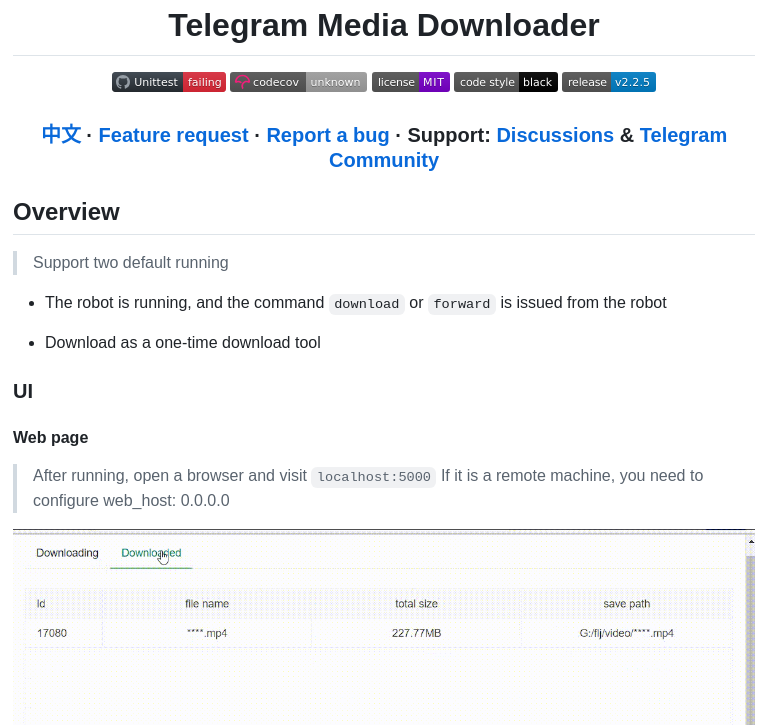 Telegram Media Downloader
Unittest failing codecov unknown license MIT code style black release v2.2.5
中文 · Feature request · Report a bug · Support: Discussions & Telegram
Community
Overview
Support two default running
The robot is running, and the command download or forward is issued from the robot
Download as a one-time download tool
UI
Web page
After running, open a browser and visit localhost:5000 If it is a remote machine, you need to
configure web_host: 0.0.0.0
Downloading Downloaded
id file name total size save path
17080 ****.mp4 227.77MB G:/flj/video/****.mp4